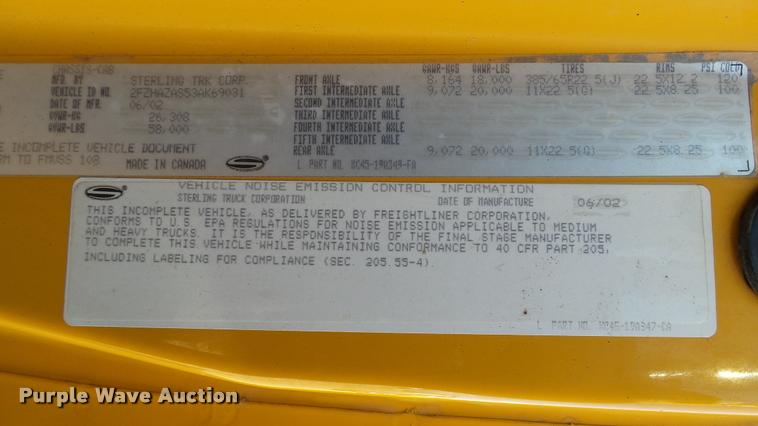 CHASSIS-CAB
MFD. BY STERLING TRK CORP.
VEHICLE ID NO. 2FZHAZAS53AK69031
DATE OF MFR. 06/02
GVWR-KG 26,308
GVWR-LBS 58,000
INCOMPLETE VEHICLE DOCUMENT
RM TO FMVSS 108 MADE IN CANADA
GAWR-KGS GAWR-LBS TIRES RIMS PSI COLD
FRONT AXLE 8,164 18,000 385/65R22.5(J) 22.5X12.2 120
FIRST INTERMEDIATE AXLE 9,072 20,000 11X22.5(G) 22.5X8.25 100
SECOND INTERMEDIATE AXLE
THIRD INTERMEDIATE AXLE
FOURTH INTERMEDIATE AXLE
FIFTH INTERMEDIATE AXLE
REAR AXLE 9,072 20,000 11X22.5(G) 22.5X8.25 100
L PART NO.
VEHICLE NOISE EMISSION CONTROL INFORMATION
STERLING TRUCK CORPORATION DATE OF MANUFACTURE 06/02
THIS INCOMPLETE VEHICLE, AS DELIVERED BY FREIGHTLINER CORPORATION,
CONFORMS TO U.S. EPA REGULATIONS FOR NOISE EMISSION APPLICABLE TO MEDIUM
AND HEAVY TRUCKS. IT IS THE RESPONSIBILITY OF THE FINAL STAGE MANUFACTURER
TO COMPLETE THIS VEHICLE WHILE MAINTAINING CONFORMANCE TO 40 CFR PART 205,
INCLUDING LABELING FOR COMPLIANCE (SEC. 205.55-4).
L PART NO.
Purple Wave Auction